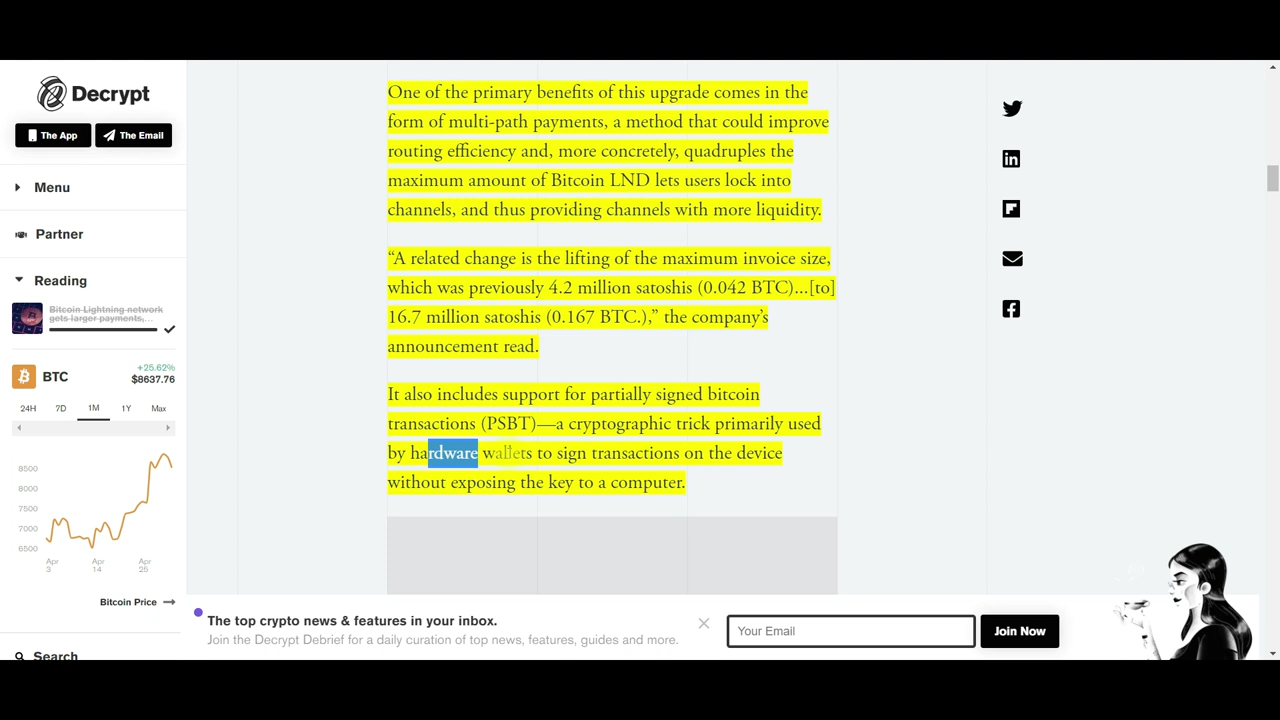 Decrypt
The App
The Email
Menu
Partner
Reading
Bitcoin Lightning network
gets larger payments,...
BTC
+25.62%
$8637.76
24H 7D 1M 1Y Max
8500
8000
7500
7000
6500
Apr 3
Apr 14
Apr 25
Bitcoin Price
Search
One of the primary benefits of this upgrade comes in the
form of multi-path payments, a method that could improve
routing efficiency and, more concretely, quadruples the
maximum amount of Bitcoin LND lets users lock into
channels, and thus providing channels with more liquidity.
“A related change is the lifting of the maximum invoice size,
which was previously 4.2 million satoshis (0.042 BTC)...[to]
16.7 million satoshis (0.167 BTC.),” the company’s
announcement read.
It also includes support for partially signed bitcoin
transactions (PSBT)—a cryptographic trick primarily used
by hardware wallets to sign transactions on the device
without exposing the key to a computer.
The top crypto news & features in your inbox.
Join the Decrypt Debrief for a daily curation of top news, features, guides and more.
Your Email
Join Now